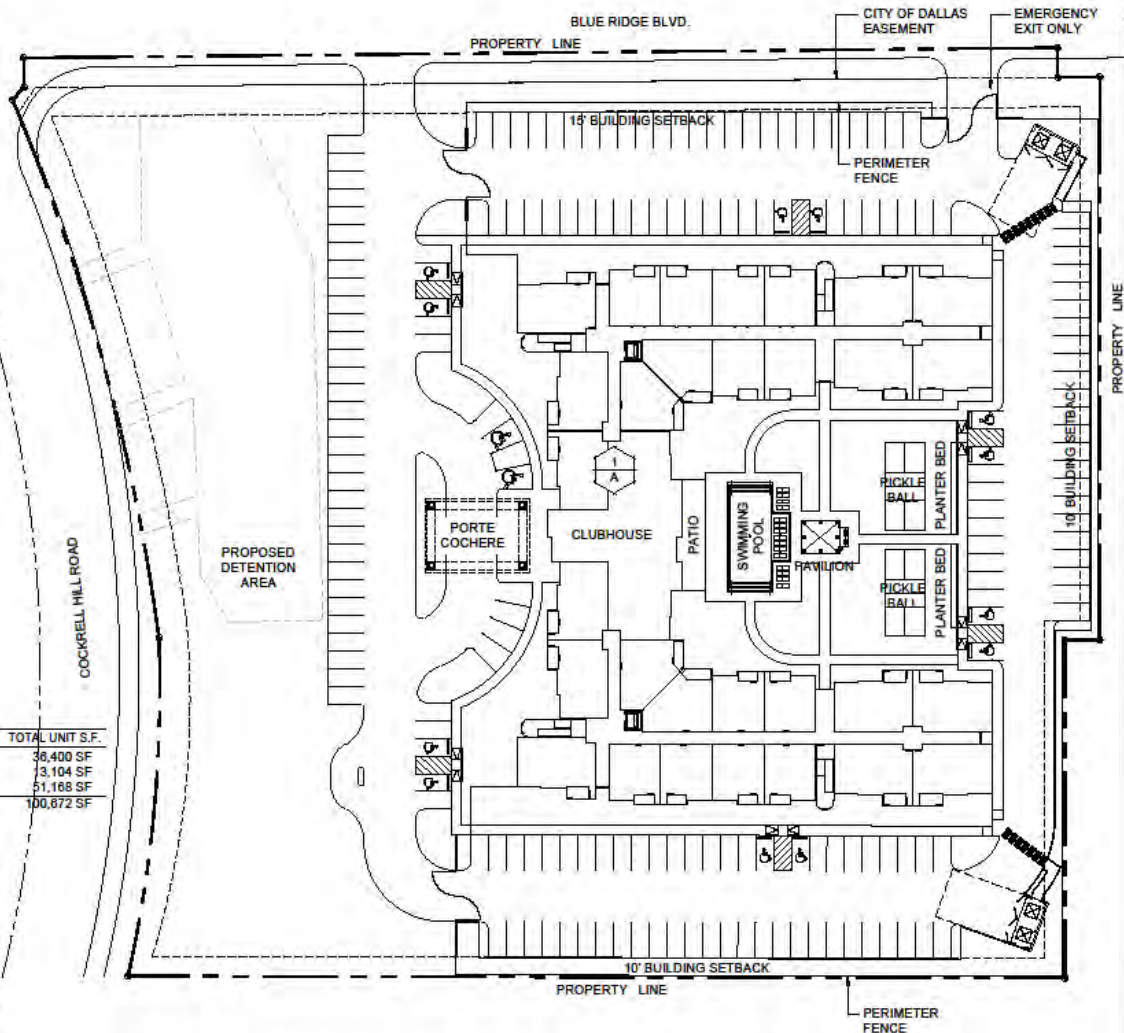 BLUE RIDGE BLVD.
PROPERTY LINE
CITY OF DALLAS
EASEMENT
EMERGENCY
EXIT ONLY
15' BUILDING SETBACK
PERIMETER
FENCE
PROPERTY LINE
10' BUILDING SETBACK
1
A
PICKLE
BALL
PLANTER BED
PORTE
COCHERE
CLUBHOUSE
PATIO
SWIMMING
POOL
PAVILION
PROPOSED
DETENTION
AREA
PICKLE
BALL
PLANTER BED
COCKRELL HILL ROAD
TOTAL UNIT S.F.
36,400 SF
13,104 SF
51,168 SF
100,672 SF
10' BUILDING SETBACK
PROPERTY LINE
PERIMETER
FENCE